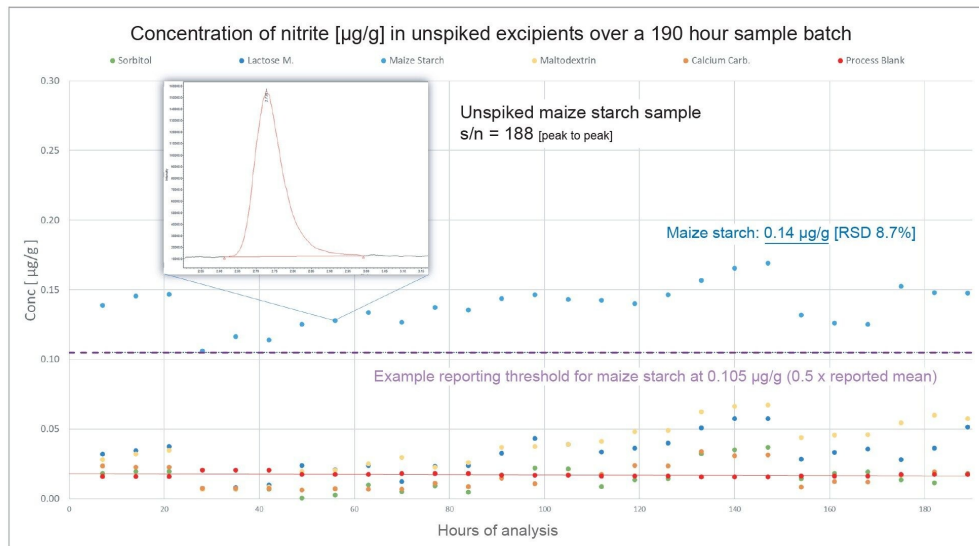 Concentration of nitrite [µg/g] in unspiked excipients over a 190 hour sample batch
Sorbitol Lactose M. Maize Starch Maltodextrin Calcium Carb. Process Blank
0.30
0.25
0.20
0.15
0.10
0.05
0.00
Conc [ µg/g ]
Unspiked maize starch sample
s/n = 188 [peak to peak]
Maize starch: 0.14 µg/g [RSD 8.7%]
Example reporting threshold for maize starch at 0.105 µg/g (0.5 x reported mean)
0 20 40 60 80 100 120 140 160 180
Hours of analysis